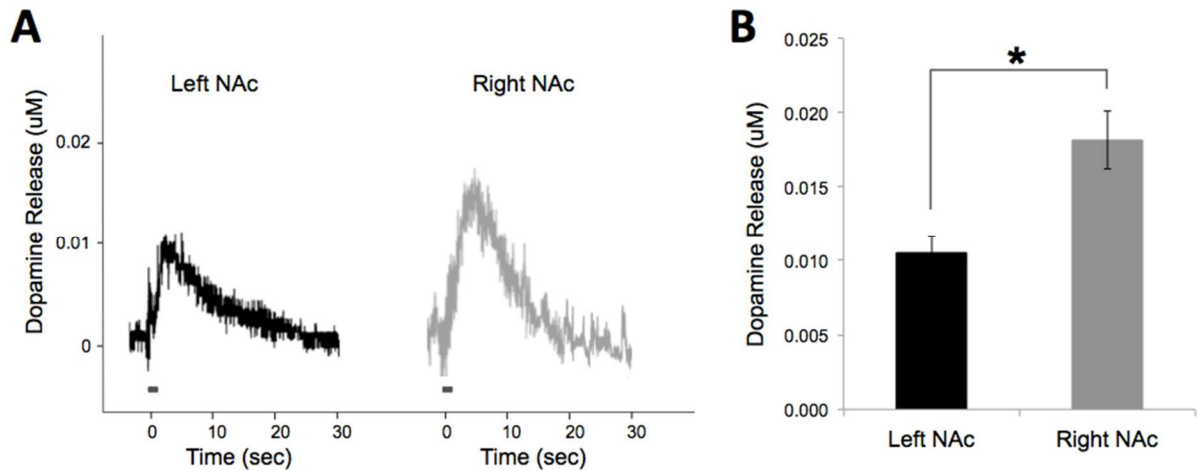 A
Left NAc
Right NAc
Dopamine Release (uM)
0.02
0.01
0
0
10
20
30
0
10
20
30
Time (sec)
Time (sec)
B
0.025
0.020
0.015
0.010
0.005
0.000
Dopamine Release (uM)
*
Left NAc
Right NAc